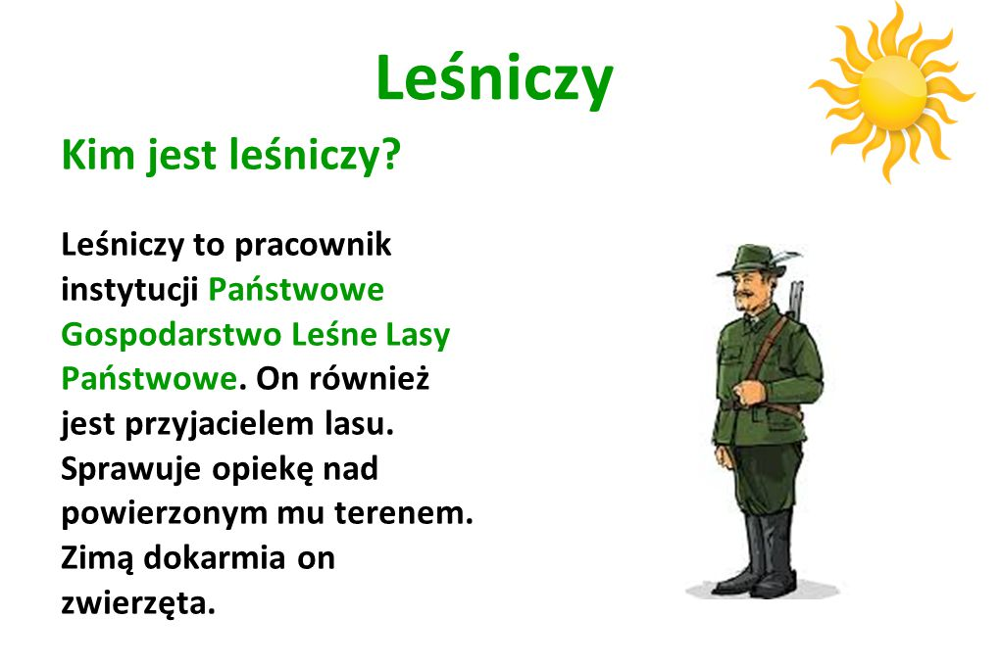 Leśniczy
Kim jest leśniczy?
Leśniczy to pracownik
instytucji Państwowe
Gospodarstwo Leśne Lasy
Państwowe. On również
jest przyjacielem lasu.
Sprawuje opiekę nad
powierzonym mu terenem.
Zimą dokarmia on
zwierzęta.